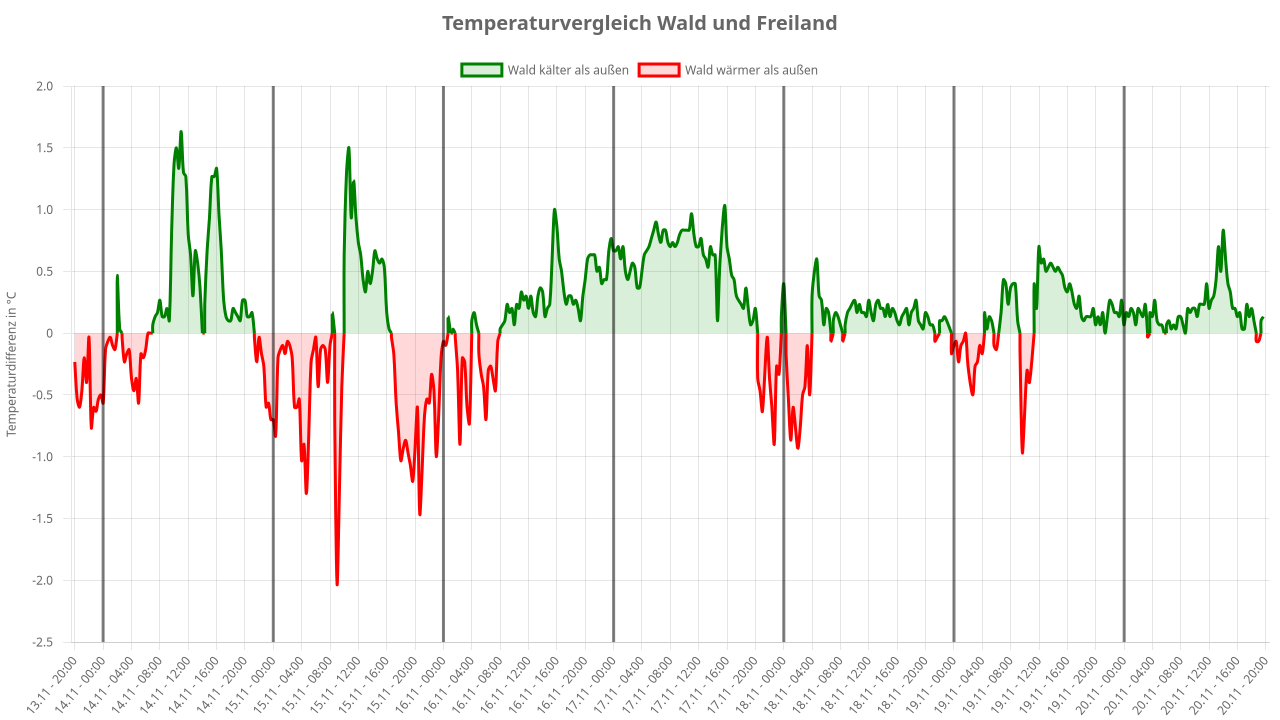 Temperaturvergleich Wald und Freiland
Wald kälter als außen
Wald wärmer als außen
Temperaturdifferenz in °C
2.0
1.5
1.0
0.5
0
-0.5
-1.0
-1.5
-2.0
-2.5
13.11 - 20:00
14.11 - 00:00
14.11 - 04:00
14.11 - 08:00
14.11 - 12:00
14.11 - 16:00
14.11 - 20:00
15.11 - 00:00
15.11 - 04:00
15.11 - 08:00
15.11 - 12:00
15.11 - 16:00
15.11 - 20:00
16.11 - 00:00
16.11 - 04:00
16.11 - 08:00
16.11 - 12:00
16.11 - 16:00
16.11 - 20:00
17.11 - 00:00
17.11 - 04:00
17.11 - 08:00
17.11 - 12:00
17.11 - 16:00
17.11 - 20:00
18.11 - 00:00
18.11 - 04:00
18.11 - 08:00
18.11 - 12:00
18.11 - 16:00
18.11 - 20:00
19.11 - 00:00
19.11 - 04:00
19.11 - 08:00
19.11 - 12:00
19.11 - 16:00
19.11 - 20:00
20.11 - 00:00
20.11 - 04:00
20.11 - 08:00
20.11 - 12:00
20.11 - 16:00
20.11 - 20:00